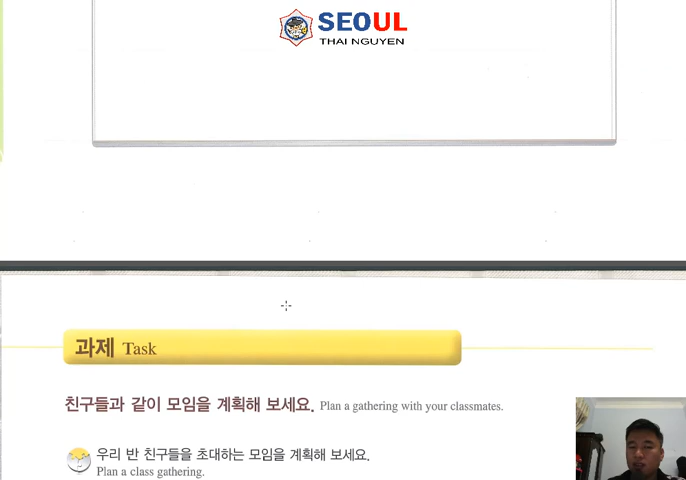 SEOUL
THAI NGUYEN
과제 Task
친구들과 같이 모임을 계획해 보세요. Plan a gathering with your classmates.
우리 반 친구들을 초대하는 모임을 계획해 보세요.
Plan a class gathering.